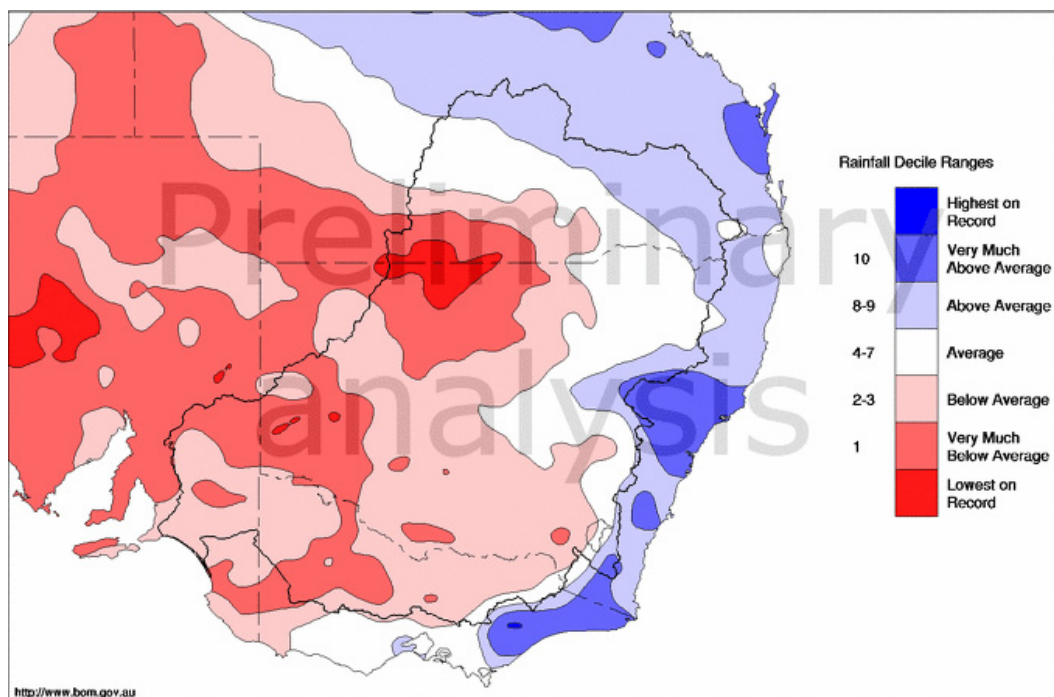 Preliminary
analysis
Rainfall Decile Ranges
Highest on
Record
10
Very Much
Above Average
8-9
Above Average
4-7
Average
2-3
Below Average
1
Very Much
Below Average
Lowest on
Record
http://www.bom.gov.au